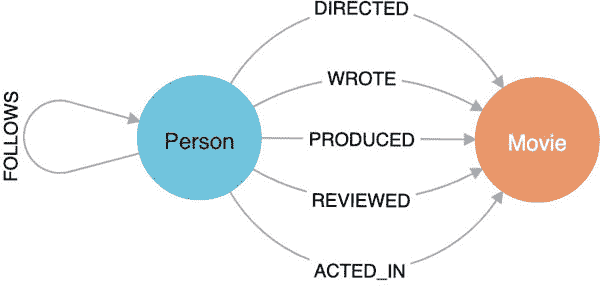 DIRECTED
WROTE
FOLLOWS
Person
PRODUCED
Movie
REVIEWED
ACTED_IN